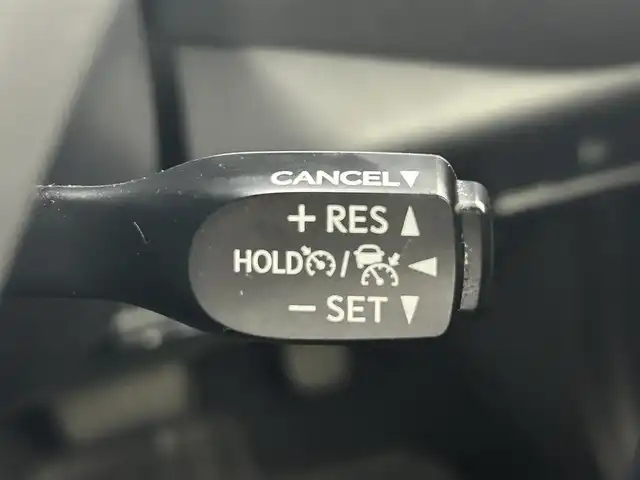 CANCEL▼
+ RES ▲
HOLD / ◀
− SET ▼